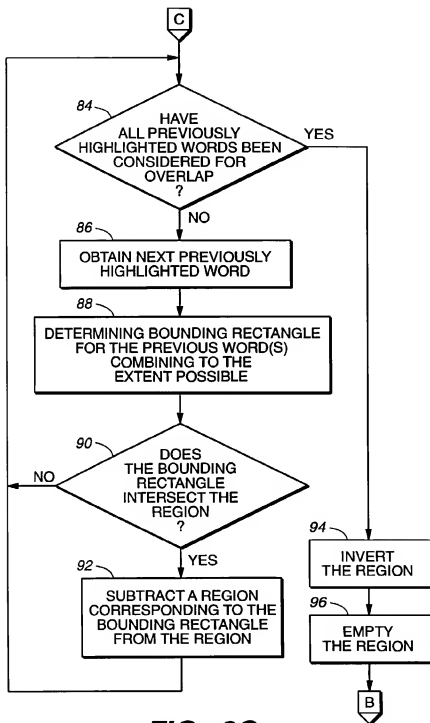 C
84
HAVE
ALL PREVIOUSLY
HIGHLIGHTED WORDS BEEN
CONSIDERED FOR
OVERLAP
?
YES
NO
86
OBTAIN NEXT PREVIOUSLY
HIGHLIGHTED WORD
88
DETERMINING BOUNDING RECTANGLE
FOR THE PREVIOUS WORD(S)
COMBINING TO THE
EXTENT POSSIBLE
90
DOES
THE BOUNDING
RECTANGLE
INTERSECT THE
REGION
?
NO
YES
92
SUBTRACT A REGION
CORRESPONDING TO THE
BOUNDING RECTANGLE
FROM THE REGION
94
INVERT
THE REGION
96
EMPTY
THE REGION
B